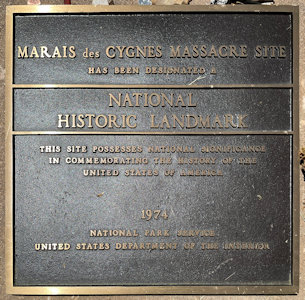 MARAIS des CYGNES MASSACRE SITE
HAS BEEN DESIGNATED A
NATIONAL
HISTORIC LANDMARK
THIS SITE POSSESSES NATIONAL SIGNIFICANCE
IN COMMEMORATING THE HISTORY OF THE
UNITED STATES OF AMERICA
1974
NATIONAL PARK SERVICE
UNITED STATES DEPARTMENT OF THE INTERIOR